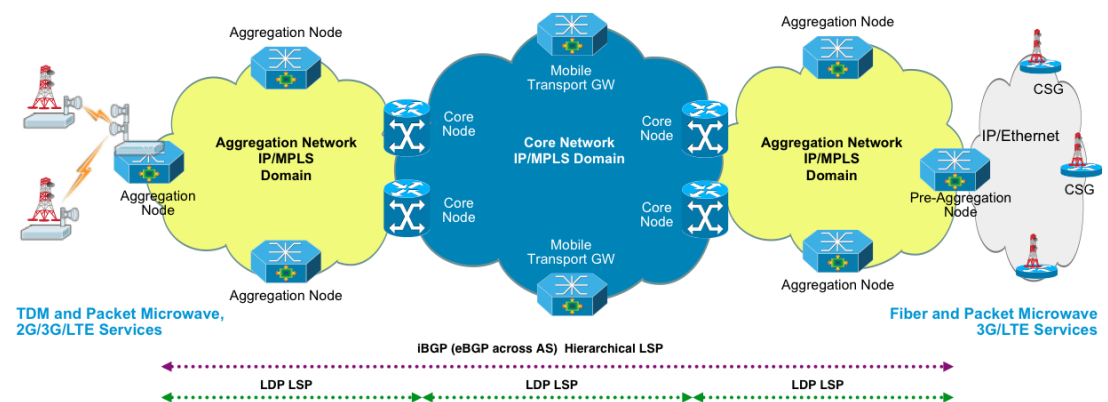 Aggregation Node
Aggregation Node
Mobile
Transport GW
CSG
Core
Node
Core
Node
IP/Ethernet
Aggregation Network
IP/MPLS
Domain
Core Network
IP/MPLS Domain
Aggregation Network
IP/MPLS
Domain
CSG
Aggregation
Node
Pre-Aggregation
Node
Core
Node
Core
Node
Mobile
Transport GW
Aggregation Node
Aggregation Node
TDM and Packet Microwave,
2G/3G/LTE Services
Fiber and Packet Microwave
3G/LTE Services
iBGP (eBGP across AS) Hierarchical LSP
LDP LSP
LDP LSP
LDP LSP